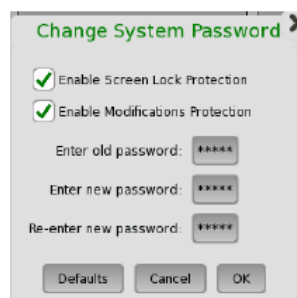 Change System Password
Enable Screen Lock Protection
Enable Modifications Protection
Enter old password: *****
Enter new password: *****
Re-enter new password: *****
Defaults Cancel OK